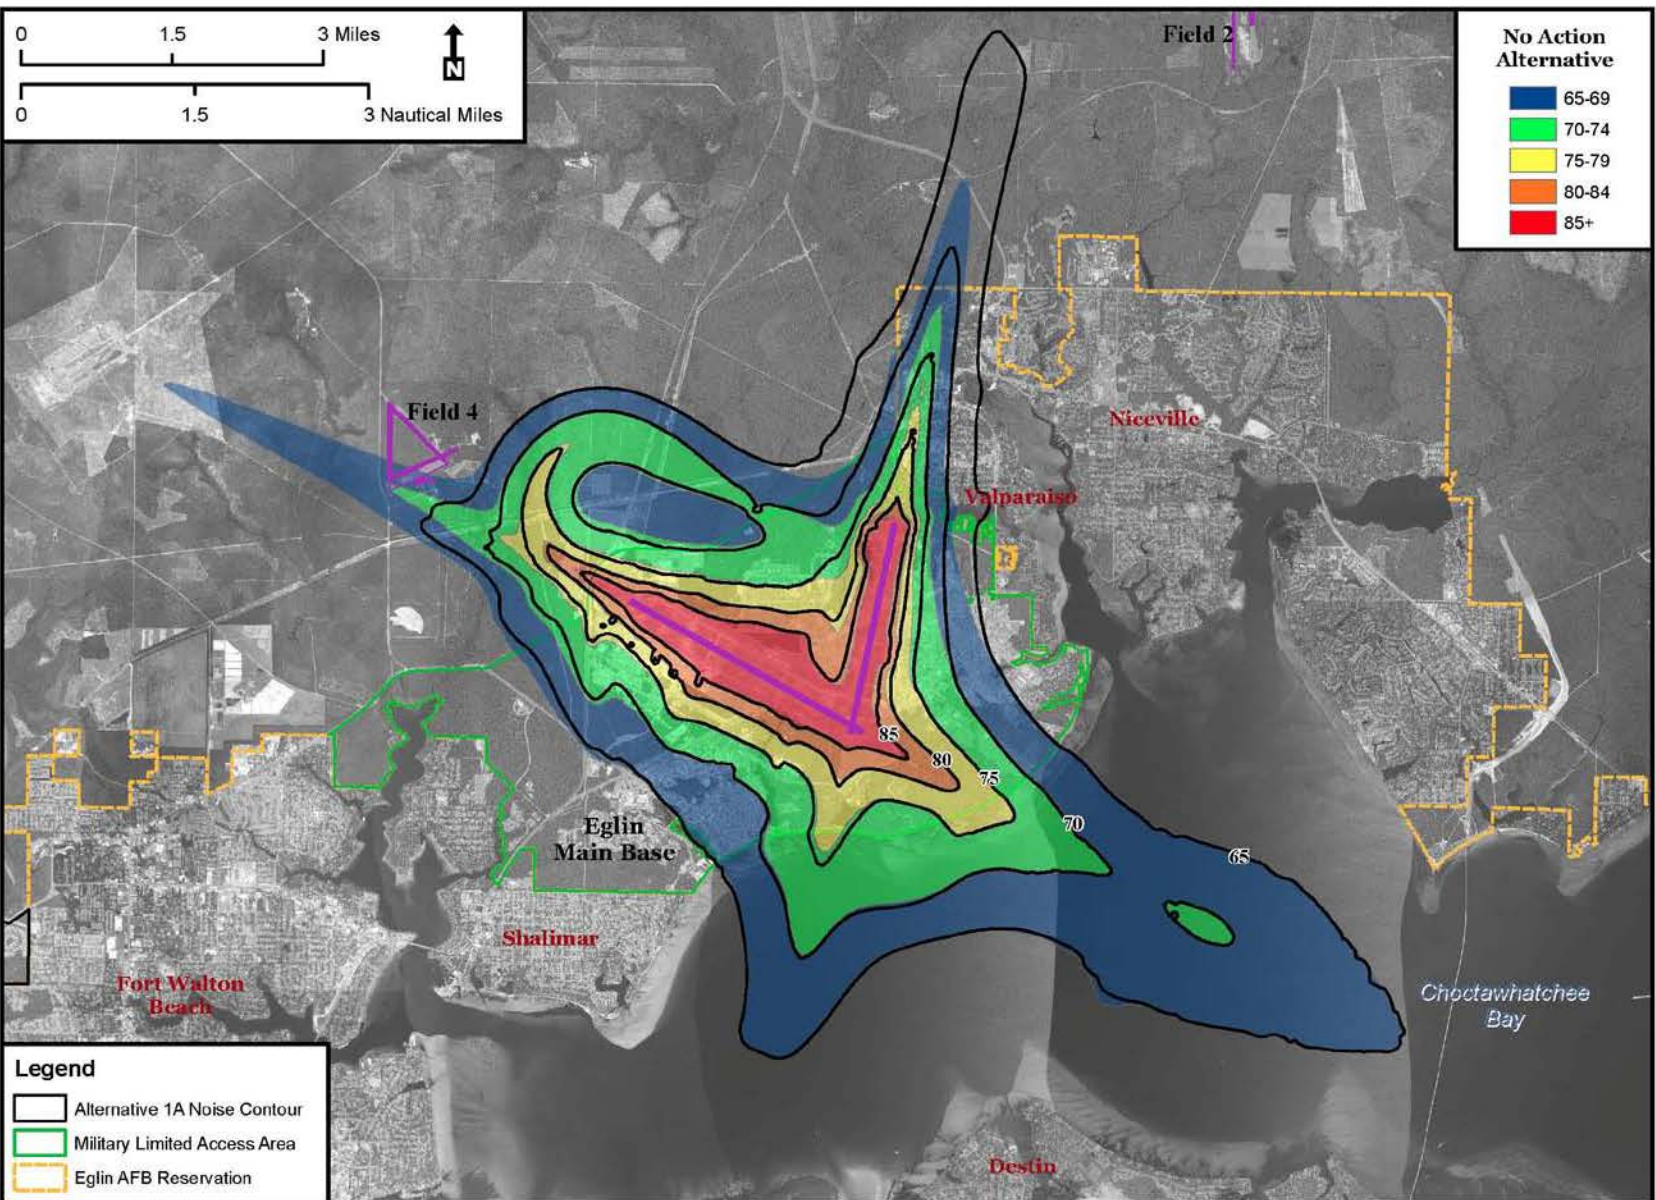 0 1.5 3 Miles
N
0 1.5 3 Nautical Miles
Field 2
No Action
Alternative
65-69
70-74
75-79
80-84
85+
Field 4
Niceville
Valparaiso
85
80
75
70
65
Eglin
Main Base
Shalimar
Fort Walton
Beach
Choctawhatchee
Bay
Destin
Legend
Alternative 1A Noise Contour
Military Limited Access Area
Eglin AFB Reservation